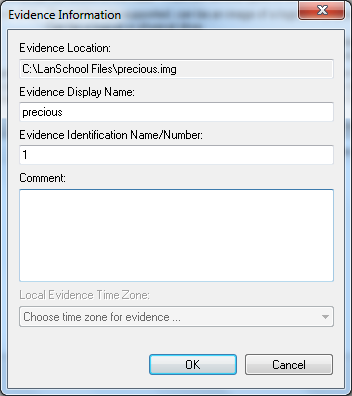 Evidence Information
Evidence Location:
C:\LanSchool Files\precious.img
Evidence Display Name:
precious
Evidence Identification Name/Number:
1
Comment:
Local Evidence Time Zone:
Choose time zone for evidence ...
OK
Cancel